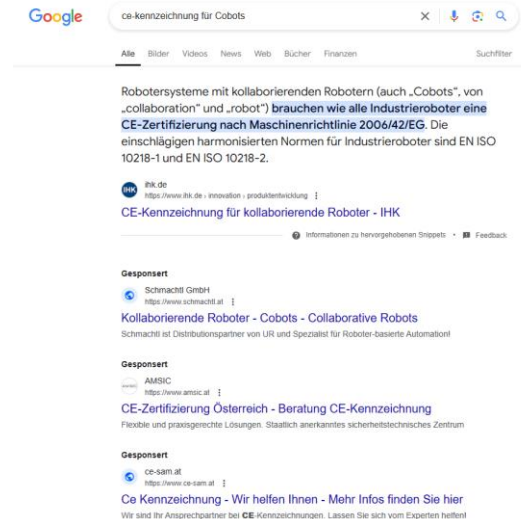 Google
ce-kennzeichnung für Cobots
Alle Bilder Videos News Web Bücher Finanzen Suchfilter
Robotersysteme mit kollaborierenden Robotern (auch „Cobots“, von
„collaboration“ und „robot“) brauchen wie alle Industrieroboter eine
CE-Zertifizierung nach Maschinenrichtlinie 2006/42/EG. Die
einschlägigen harmonisierten Normen für Industrieroboter sind EN ISO
10218-1 und EN ISO 10218-2.
IHK
ihk.de
https://www.ihk.de › innovation › produktentwicklung
CE-Kennzeichnung für kollaborierende Roboter - IHK
Informationen zu hervorgehobenen Snippets • Feedback
Gesponsert
Schmachtl GmbH
https://www.schmachtl.at
Kollaborierende Roboter - Cobots - Collaborative Robots
Schmachtl ist Distributionspartner von UR und Spezialist für Roboter-basierte Automation!
Gesponsert
AMSIC
https://www.amsic.at
CE-Zertifizierung Österreich - Beratung CE-Kennzeichnung
Flexible und praxisgerechte Lösungen. Staatlich anerkanntes sicherheitstechnisches Zentrum
Gesponsert
ce-sam.at
https://www.ce-sam.at
Ce Kennzeichnung - Wir helfen Ihnen - Mehr Infos finden Sie hier
Wir sind Ihr Ansprechpartner bei CE-Kennzeichnungen. Lassen Sie sich vom Experten helfen!